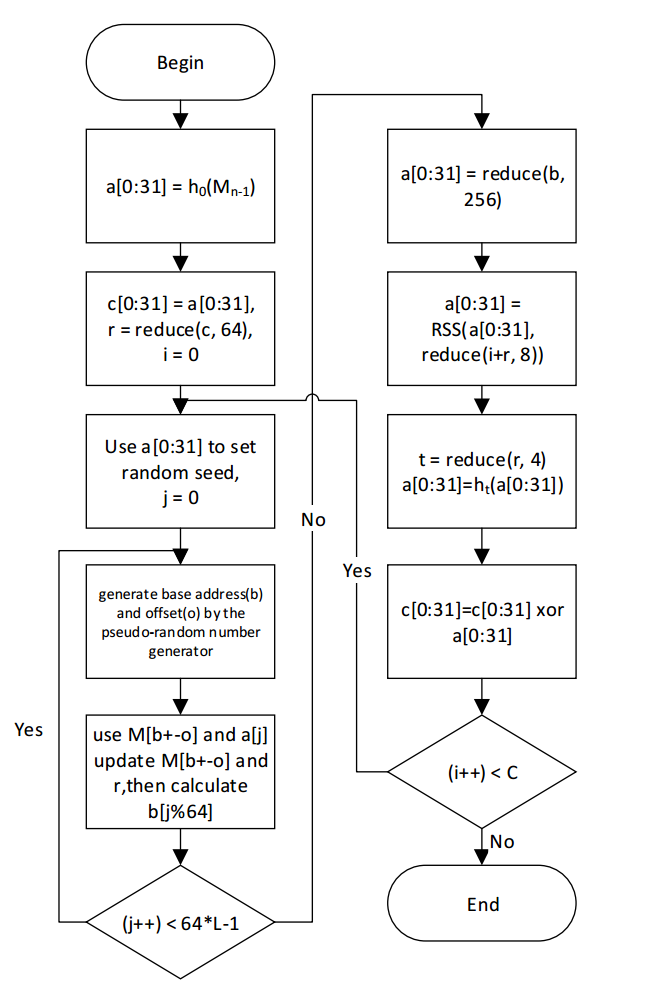 Begin
a[0:31] = h₀(Mₙ₋₁)
c[0:31] = a[0:31],
r = reduce(c, 64),
i = 0
Use a[0:31] to set
random seed,
j = 0
generate base address(b)
and offset(o) by the
pseudo-random number
generator
Yes
use M[b+-o] and a[j]
update M[b+-o] and
r,then calculate
b[j%64]
(j++) < 64*L-1
No
a[0:31] = reduce(b,
256)
a[0:31] =
RSS(a[0:31],
reduce(i+r, 8))
t = reduce(r, 4)
a[0:31]=hₜ(a[0:31])
Yes
c[0:31]=c[0:31] xor
a[0:31]
(i++) < C
No
End